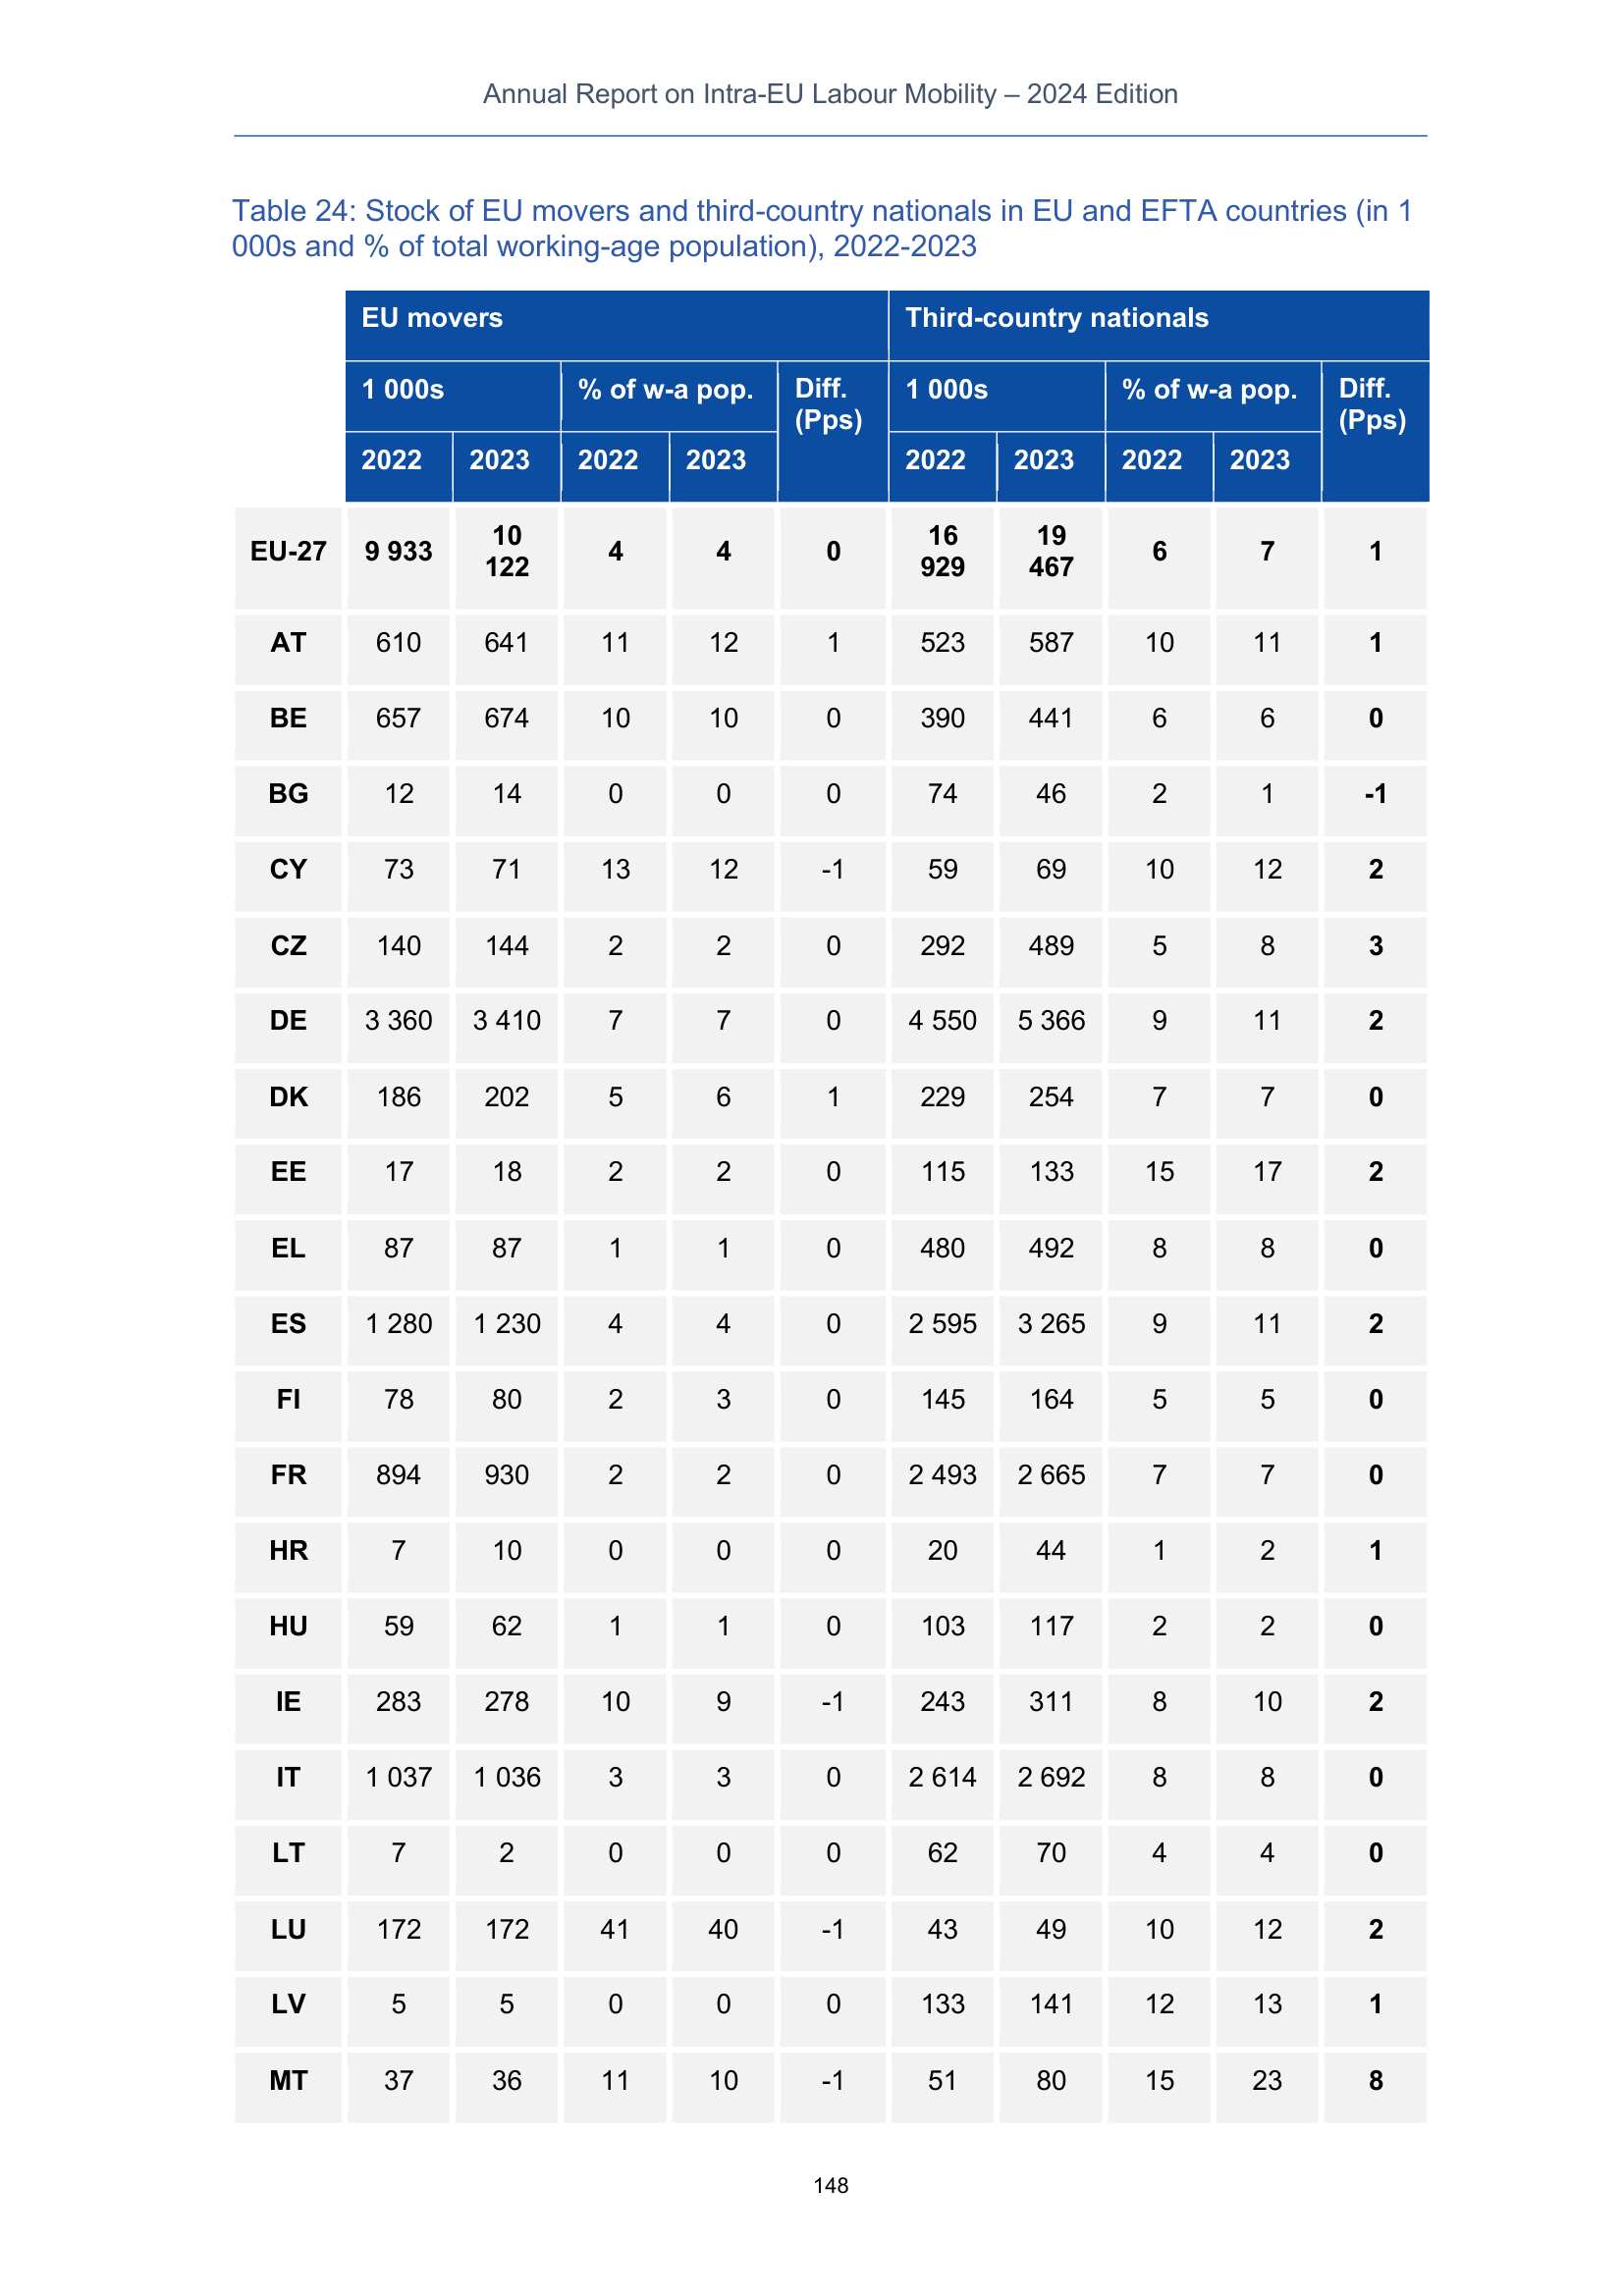 Annual Report on Intra-EU Labour Mobility – 2024 Edition
Table 24: Stock of EU movers and third-country nationals in EU and EFTA countries (in 1
000s and % of total working-age population), 2022-2023
EU movers Third-country nationals
1 000s % of w-a pop. Diff. (Pps) 1 000s % of w-a pop. Diff. (Pps)
2022 2023 2022 2023 2022 2023 2022 2023
EU-27 9 933 10 122 4 4 0 16 929 19 467 6 7 1
AT 610 641 11 12 1 523 587 10 11 1
BE 657 674 10 10 0 390 441 6 6 0
BG 12 14 0 0 0 74 46 2 1 -1
CY 73 71 13 12 -1 59 69 10 12 2
CZ 140 144 2 2 0 292 489 5 8 3
DE 3 360 3 410 7 7 0 4 550 5 366 9 11 2
DK 186 202 5 6 1 229 254 7 7 0
EE 17 18 2 2 0 115 133 15 17 2
EL 87 87 1 1 0 480 492 8 8 0
ES 1 280 1 230 4 4 0 2 595 3 265 9 11 2
FI 78 80 2 3 0 145 164 5 5 0
FR 894 930 2 2 0 2 493 2 665 7 7 0
HR 7 10 0 0 0 20 44 1 2 1
HU 59 62 1 1 0 103 117 2 2 0
IE 283 278 10 9 -1 243 311 8 10 2
IT 1 037 1 036 3 3 0 2 614 2 692 8 8 0
LT 7 2 0 0 0 62 70 4 4 0
LU 172 172 41 40 -1 43 49 10 12 2
LV 5 5 0 0 0 133 141 12 13 1
MT 37 36 11 10 -1 51 80 15 23 8
148